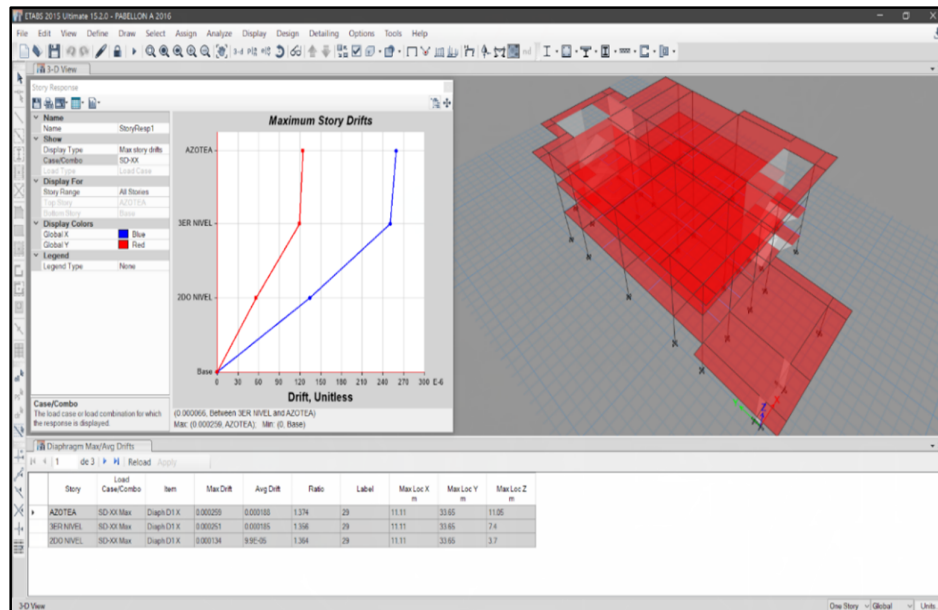 ETABS 2015 Ultimate 15.2.0 - PABELLON A 2016
File Edit View Define Draw Select Assign Analyze Display Design Detailing Options Tools Help
3-D View
Story Response
Name
Name StoryResp1
Show
Display Type Max story drifts
Case/Combo SD-XX
Load Type Load Case
Display For
Story Range All Stories
Top Story AZOTEA
Bottom Story Base
Display Colors
Global X Blue
Global Y Red
Legend
Legend Type None
Case/Combo
The load case or load combination for which
the response is displayed.
Maximum Story Drifts
AZOTEA
3ER NIVEL
2DO NIVEL
Base
0 30 60 90 120 150 180 210 240 270 300 E-6
Drift, Unitless
(0.000066, Between 3ER NIVEL and AZOTEA)
Max: (0.000259, AZOTEA); Min: (0, Base)
Diaphragm Max/Avg Drifts
1 de 3 Reload Apply
Story Load Case/Combo Item Max Drift Avg Drift Ratio Label Max Loc X m Max Loc Y m Max Loc Z m
AZOTEA SD-XX Max Diaph D1 X 0.000259 0.000188 1.374 29 11.11 33.65 11.05
3ER NIVEL SD-XX Max Diaph D1 X 0.000251 0.000185 1.356 29 11.11 33.65 7.4
2DO NIVEL SD-XX Max Diaph D1 X 0.000134 9.9E-05 1.364 29 11.11 33.65 3.7
3-D View One Story Global Units